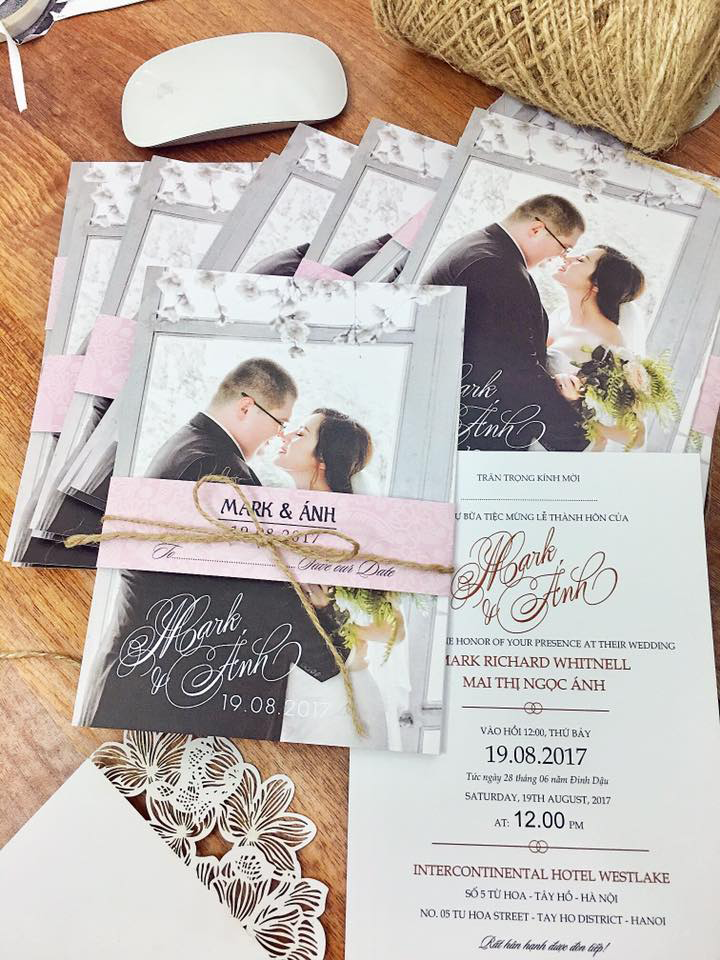 MARK & ÁNH
19.08.2017
To.......................... Save our Date
Mark
& Ánh
19.08.2017
Mark
Ánh
TRÂN TRỌNG KÍNH MỜI
BỮA TIỆC MỪNG LỄ THÀNH HÔN CỦA
Mark
& Ánh
HONOR OF YOUR PRESENCE AT THEIR WEDDING
MARK RICHARD WHITNELL
MAI THỊ NGỌC ÁNH
VÀO HỒI 12:00, THỨ BẢY
19.08.2017
Tức ngày 28 tháng 06 năm Đinh Dậu
SATURDAY, 19TH AUGUST, 2017
AT: 12.00 PM
INTERCONTINENTAL HOTEL WESTLAKE
SỐ 5 TỪ HOA - TÂY HỒ - HÀ NỘI
NO. 05 TU HOA STREET - TAY HO DISTRICT - HANOI
Rất hân hạnh được đón tiếp!